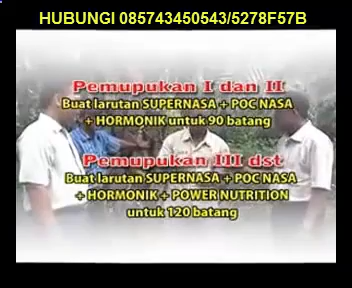 HUBUNGI 085743450543/5278F57B
Pemupukan I dan II
Buat larutan SUPERNASA + POC NASA
+ HORMONIK untuk 90 batang
Pemupukan III dst
Buat larutan SUPERNASA + POC NASA
+ HORMONIK + POWER NUTRITION
untuk 120 batang